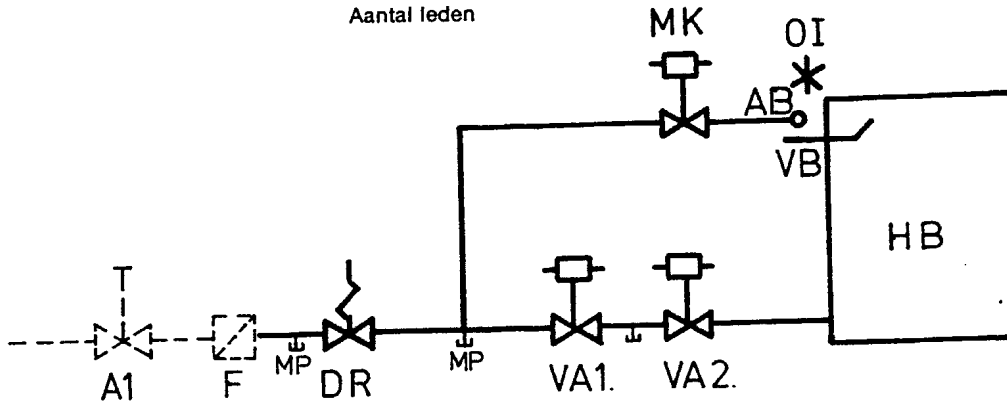 Aantal leden
MK
OI
AB
VB
HB
MP
MP
A1
F
DR
VA1.
VA2.